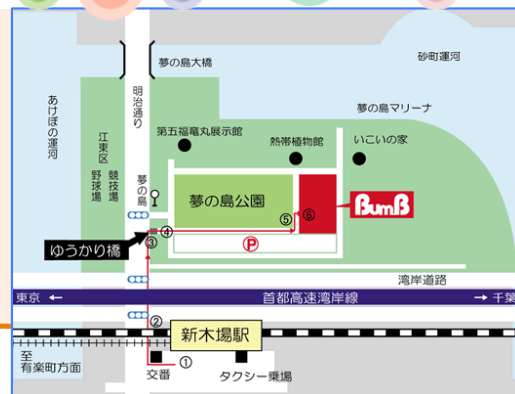 夢の島大橋
砂町運河
明治通り
あけぼの運河
夢の島マリーナ
江東区
野球場
競技場
第五福竜丸展示館
熱帯植物館
いこいの家
夢の島
夢の島公園
⑤
⑥
BumB
④
③
Ⓟ
ゆうかり橋
湾岸道路
東京 ←
首都高速湾岸線
→ 千葉
②
新木場駅
至
有楽町方面
①
交番
タクシー乗場